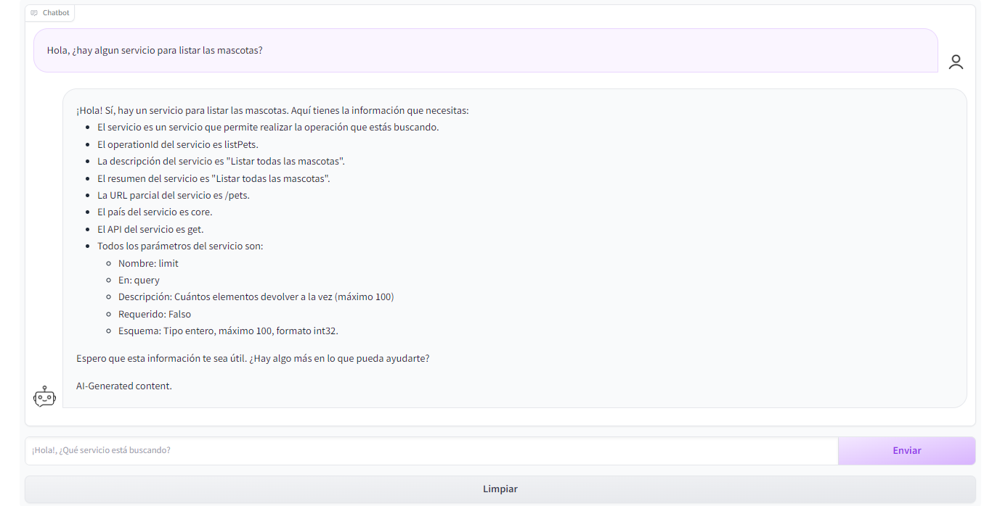 Chatbot
Hola, ¿hay algun servicio para listar las mascotas?
¡Hola! Sí, hay un servicio para listar las mascotas. Aquí tienes la información que necesitas:
El servicio es un servicio que permite realizar la operación que estás buscando.
El operationId del servicio es listPets.
La descripción del servicio es "Listar todas las mascotas".
El resumen del servicio es "Listar todas las mascotas".
La URL parcial del servicio es /pets.
El país del servicio es core.
El API del servicio es get.
Todos los parámetros del servicio son:
Nombre: limit
En: query
Descripción: Cuántos elementos devolver a la vez (máximo 100)
Requerido: Falso
Esquema: Tipo entero, máximo 100, formato int32.
Espero que esta información te sea útil. ¿Hay algo más en lo que pueda ayudarte?
AI-Generated content.
¡Hola!, ¿Qué servicio está buscando?
Enviar
Limpiar